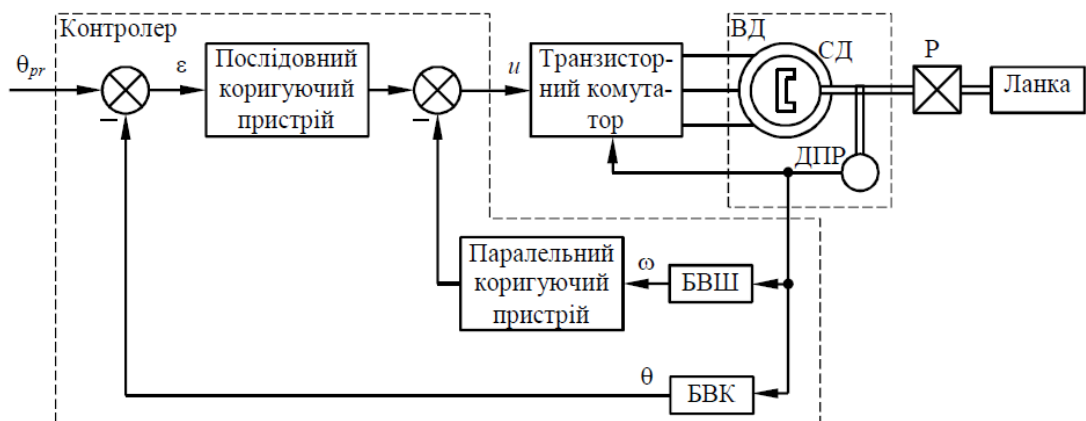 Контролер
θpr
ε
Послідовний
коригуючий
пристрій
u
Транзистор-
ний комута-
тор
ВД
СД
Р
Ланка
ДПР
Паралельний
коригуючий
пристрій
ω
БВШ
θ
БВК